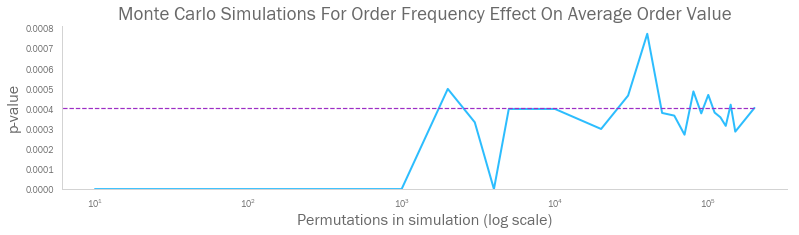 Monte Carlo Simulations For Order Frequency Effect On Average Order Value
p-value
0.0008
0.0007
0.0006
0.0005
0.0004
0.0003
0.0002
0.0001
0.0000
10¹ 10² 10³ 10⁴ 10⁵
Permutations in simulation (log scale)